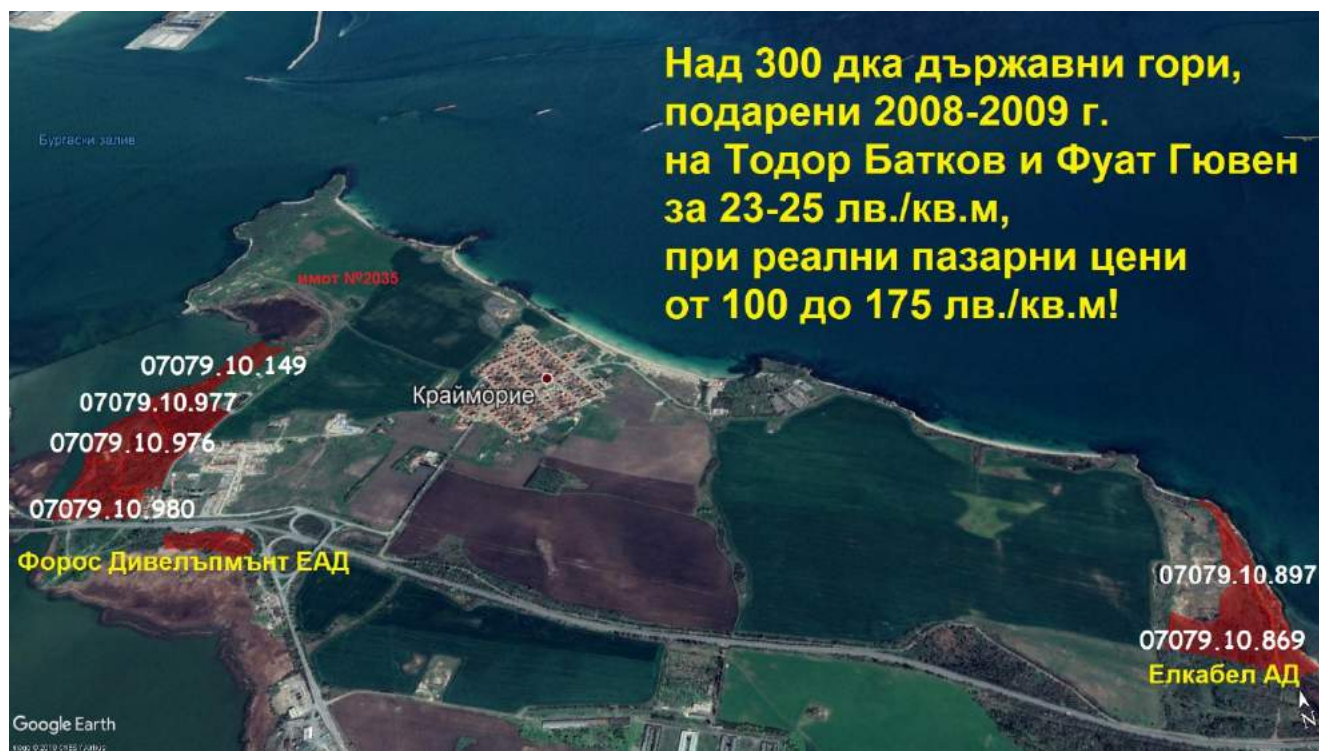 Над 300 дка държавни гори,
подарени 2008-2009 г.
на Тодор Батков и Фуат Гювен
за 23-25 лв./кв.м,
при реални пазарни цени
от 100 до 175 лв./кв.м!
Бургаски залив
имот №2035
07079.10.149
07079.10.977
Крайморие
07079.10.976
07079.10.980
Форос Дивелъпмънт ЕАД
07079.10.897
07079.10.869
Елкабел АД
N
Google Earth